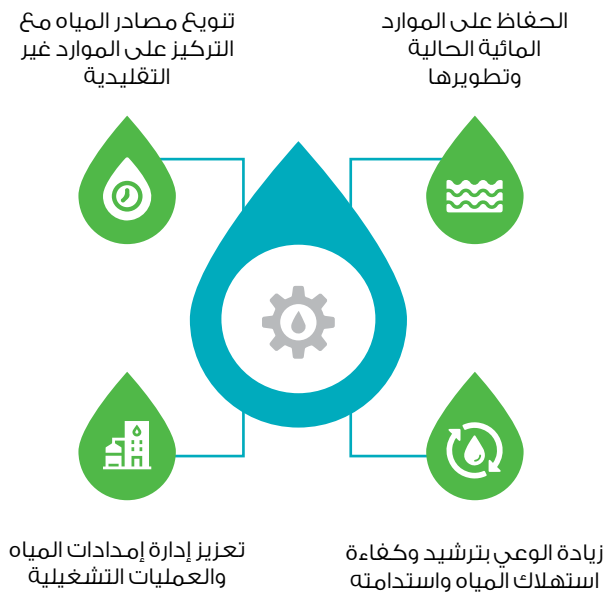 الحفاظ على الموارد
المائية الحالية
وتطويرها
تنويع مصادر المياه مع
التركيز على الموارد غير
التقليدية
زيادة الوعي بترشيد وكفاءة
استهلاك المياه واستدامته
تعزيز إدارة إمدادات المياه
والعمليات التشغيلية